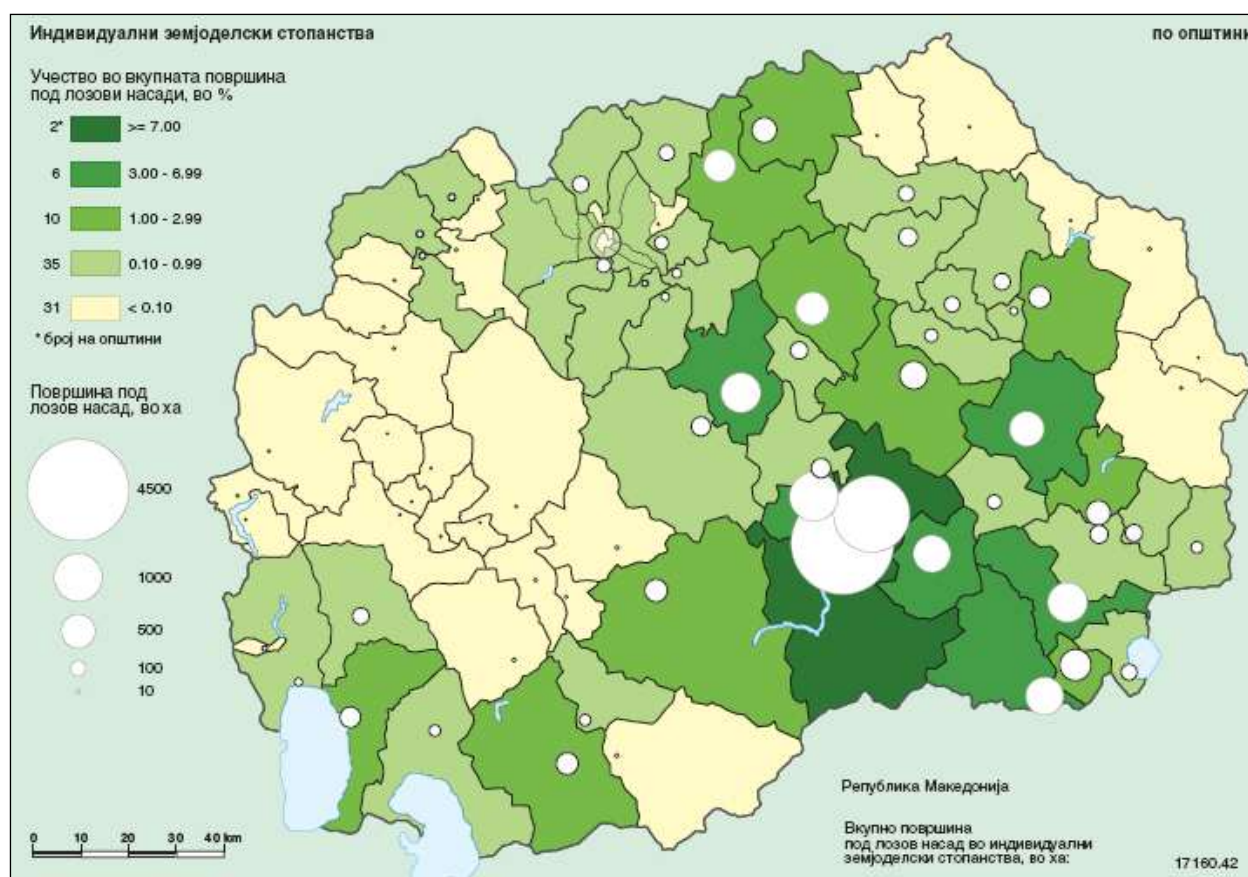 Индивидуални земјоделски стопанства
по општини
Учество во вкупната површина
под лозови насади, во %
2* >= 7.00
6 3.00 - 6.99
10 1.00 - 2.99
35 0.10 - 0.99
31 < 0.10
* број на општини
Површина под
лозов насад, во ха
4500
1000
500
100
10
0 10 20 30 40 km
Република Македонија
Вкупно површина
под лозов насад во индивидуални
земјоделски стопанства, во ха:
17160.42